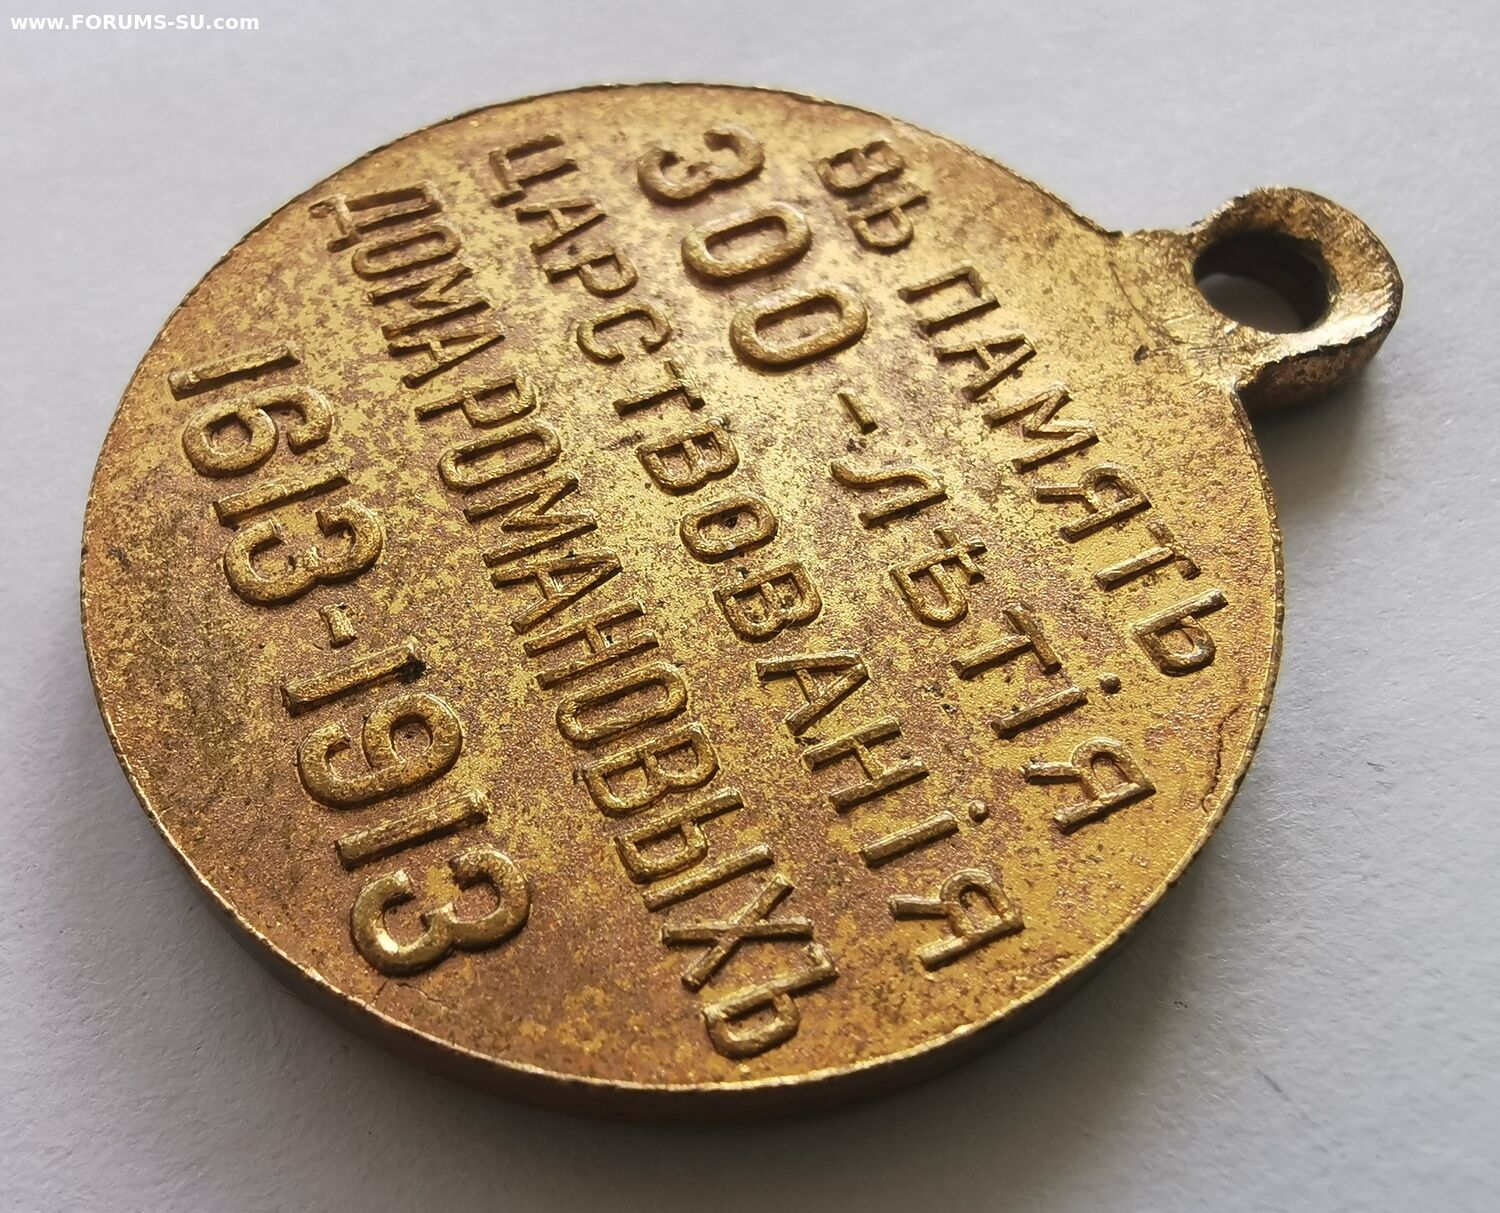 www.FORUMS-SU.com
ВЪ ПАМЯТЬ
300-ЛѢТІЯ
ЦАРСТВОВАНІЯ
ДОМА РОМАНОВЫХЪ
1613-1913